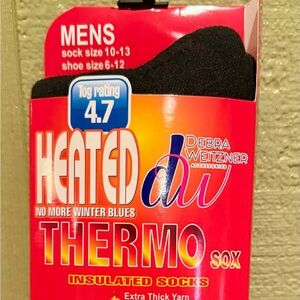 MENS
sock size 10-13
shoe size 6-12
Tog rating
4.7
HEATED
NO MORE WINTER BLUES
dw
DEBRA
WEITZNER
ACCESSORIES
THERMO SOX
INSULATED SOCKS
Extra Thick Yarn